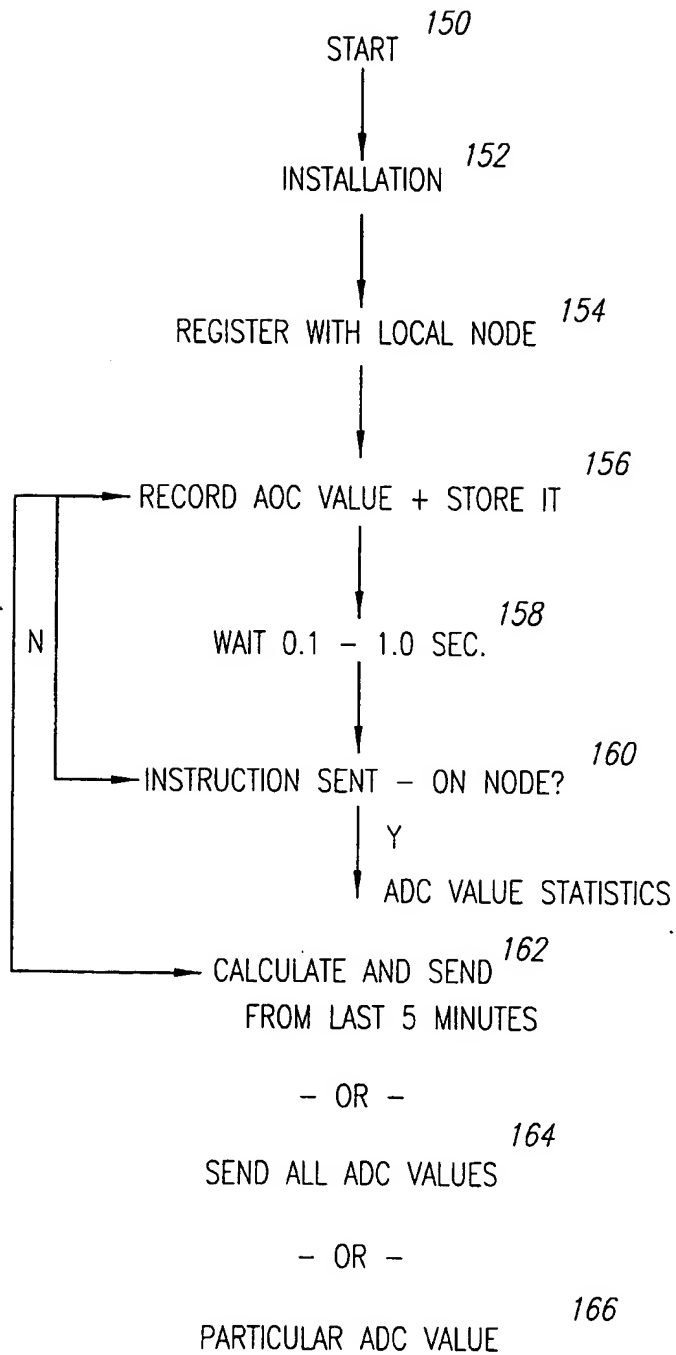 150
START
152
INSTALLATION
154
REGISTER WITH LOCAL NODE
156
RECORD AOC VALUE + STORE IT
158
N
WAIT 0.1 – 1.0 SEC.
160
INSTRUCTION SENT – ON NODE?
Y
ADC VALUE STATISTICS
162
CALCULATE AND SEND
FROM LAST 5 MINUTES
– OR –
164
SEND ALL ADC VALUES
– OR –
166
PARTICULAR ADC VALUE